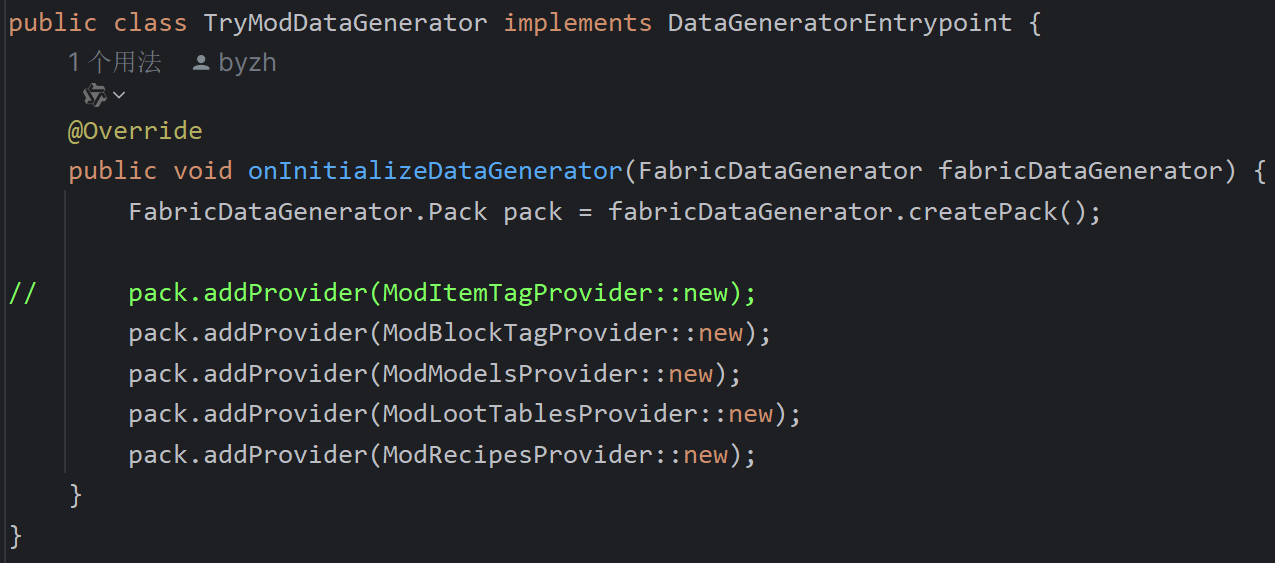 public class TryModDataGenerator implements DataGeneratorEntrypoint {
1 个用法 byzh
@Override
public void onInitializeDataGenerator(FabricDataGenerator fabricDataGenerator) {
FabricDataGenerator.Pack pack = fabricDataGenerator.createPack();
// pack.addProvider(ModItemTagProvider::new);
pack.addProvider(ModBlockTagProvider::new);
pack.addProvider(ModModelsProvider::new);
pack.addProvider(ModLootTablesProvider::new);
pack.addProvider(ModRecipesProvider::new);
}
}